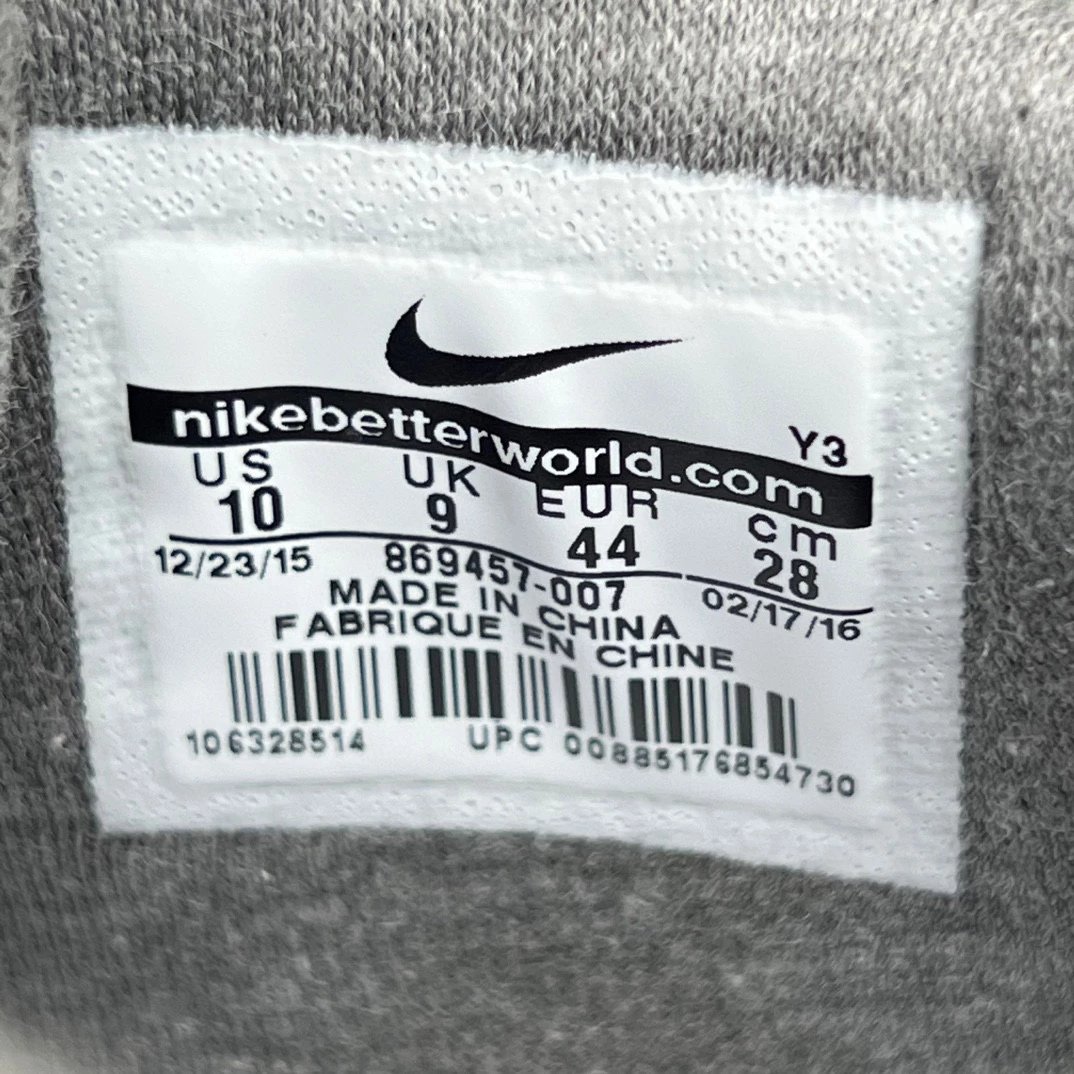 Y3
nikebetterworld.com
US UK EUR cm
10 9 44 28
12/23/15 869457-007 02/17/16
MADE IN CHINA
FABRIQUE EN CHINE
106328514 UPC 00885176854730